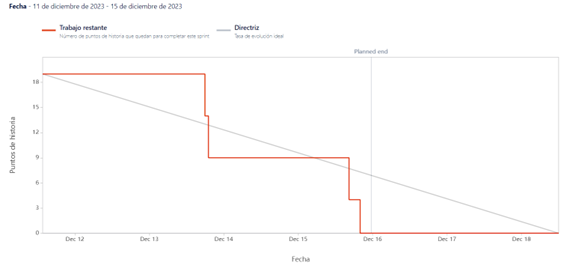 Fecha - 11 de diciembre de 2023 - 15 de diciembre de 2023
Trabajo restante
Número de puntos de historia que quedan para completar este sprint
Directriz
Tasa de evolución ideal
Planned end
Puntos de historia
18
15
12
9
6
3
0
Dec 12 Dec 13 Dec 14 Dec 15 Dec 16 Dec 17 Dec 18
Fecha